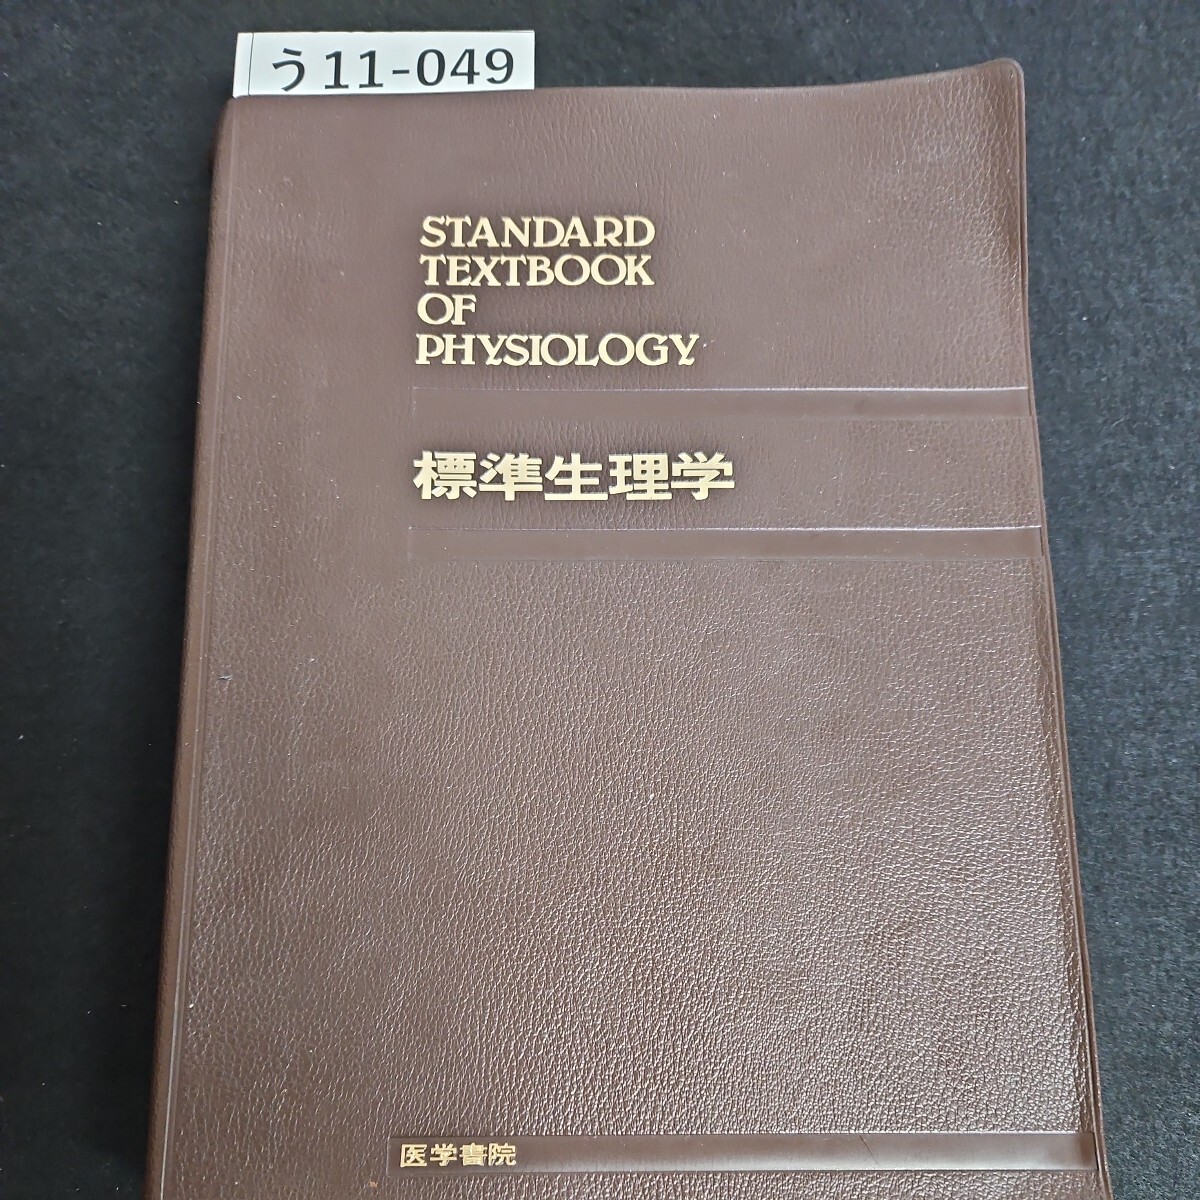 う11-049
STANDARD
TEXTBOOK
OF
PHYSIOLOGY
標準生理学
医学書院